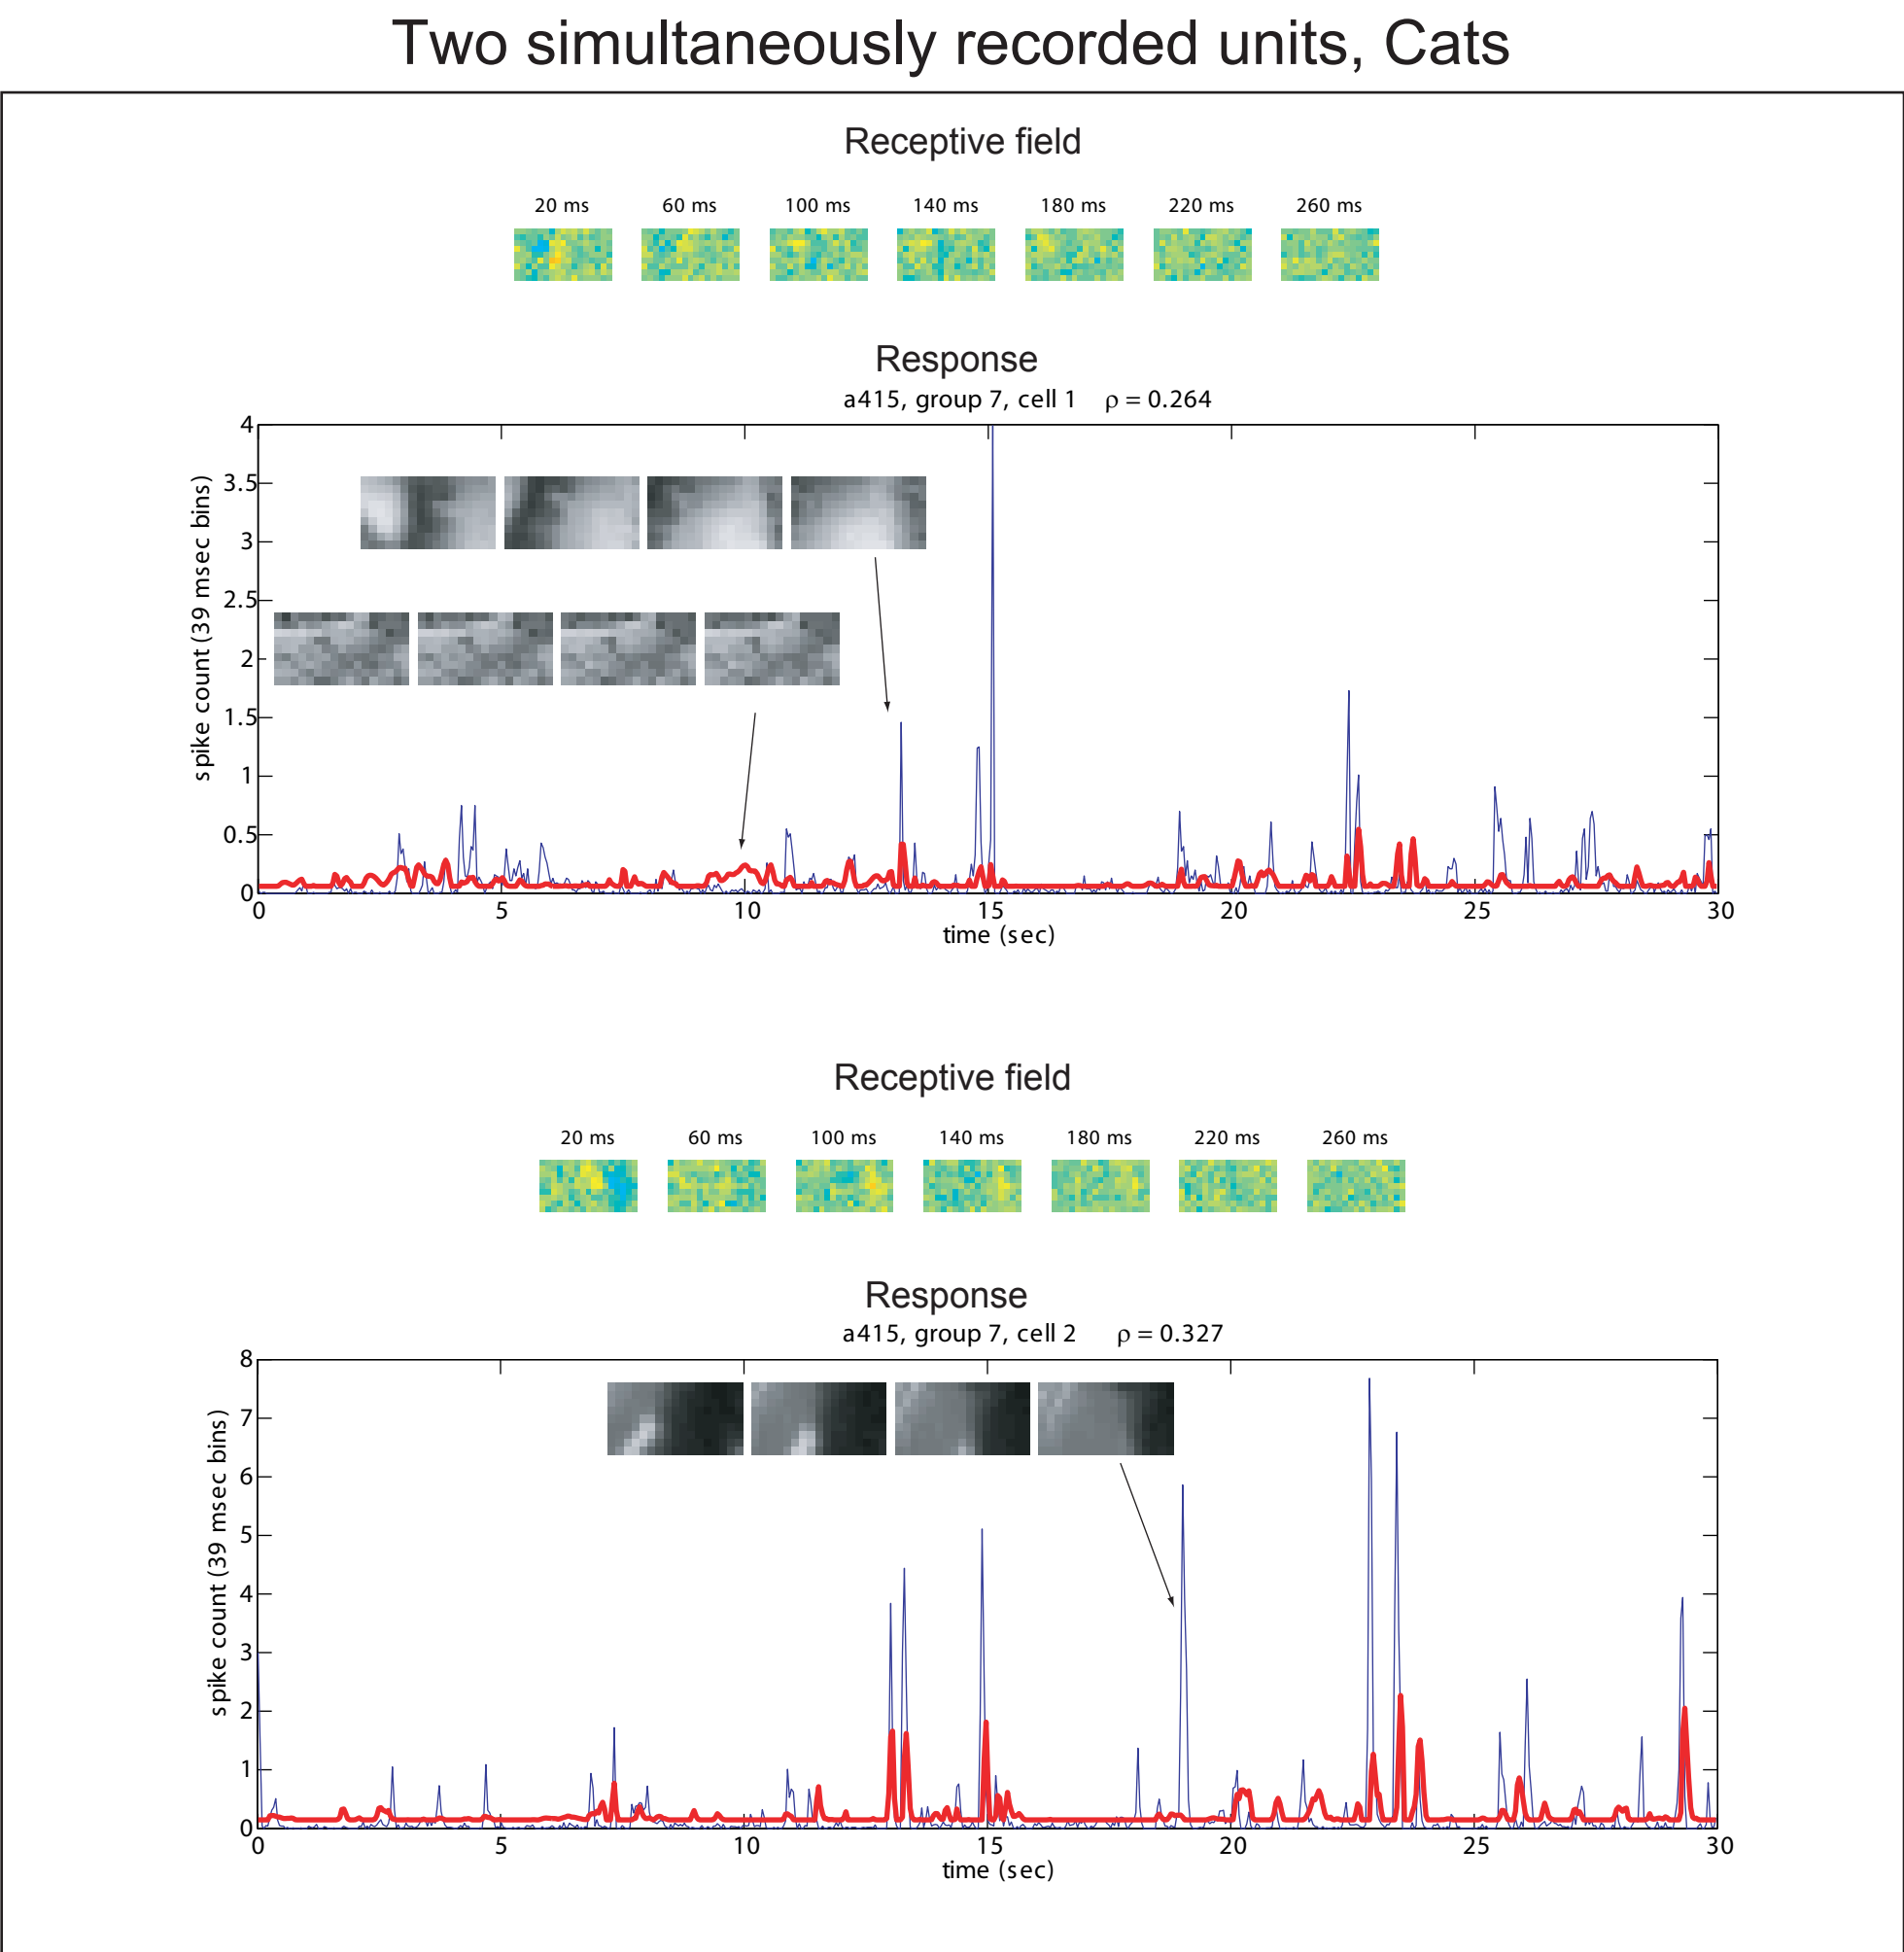 Two simultaneously recorded units, Cats
Receptive field
20 ms 60 ms 100 ms 140 ms 180 ms 220 ms 260 ms
Response
a415, group 7, cell 1 ρ = 0.264
4
3.5
3
2.5
2
1.5
1
0.5
0
spike count (39 msec bins)
0 5 10 15 20 25 30
time (sec)
Receptive field
20 ms 60 ms 100 ms 140 ms 180 ms 220 ms 260 ms
Response
a415, group 7, cell 2 ρ = 0.327
8
7
6
5
4
3
2
1
0
spike count (39 msec bins)
0 5 10 15 20 25 30
time (sec)